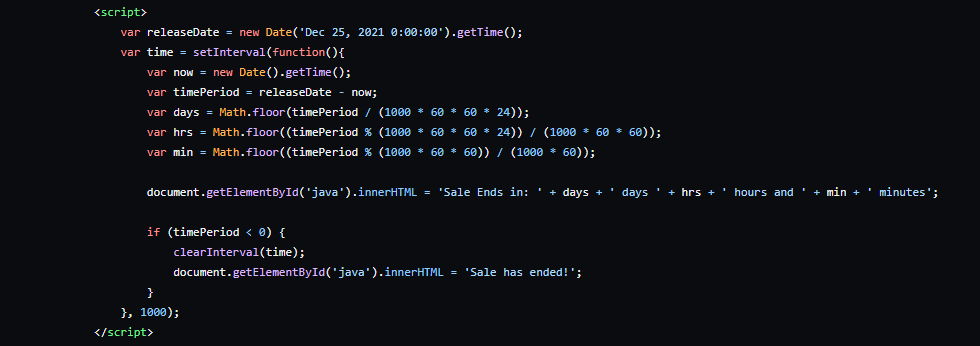 <script>
var releaseDate = new Date('Dec 25, 2021 0:00:00').getTime();
var time = setInterval(function(){
var now = new Date().getTime();
var timePeriod = releaseDate - now;
var days = Math.floor(timePeriod / (1000 * 60 * 60 * 24));
var hrs = Math.floor((timePeriod % (1000 * 60 * 60 * 24)) / (1000 * 60 * 60));
var min = Math.floor((timePeriod % (1000 * 60 * 60)) / (1000 * 60));
document.getElementById('java').innerHTML = 'Sale Ends in: ' + days + ' days ' + hrs + ' hours and ' + min + ' minutes';
if (timePeriod < 0) {
clearInterval(time);
document.getElementById('java').innerHTML = 'Sale has ended!';
}
}, 1000);
</script>